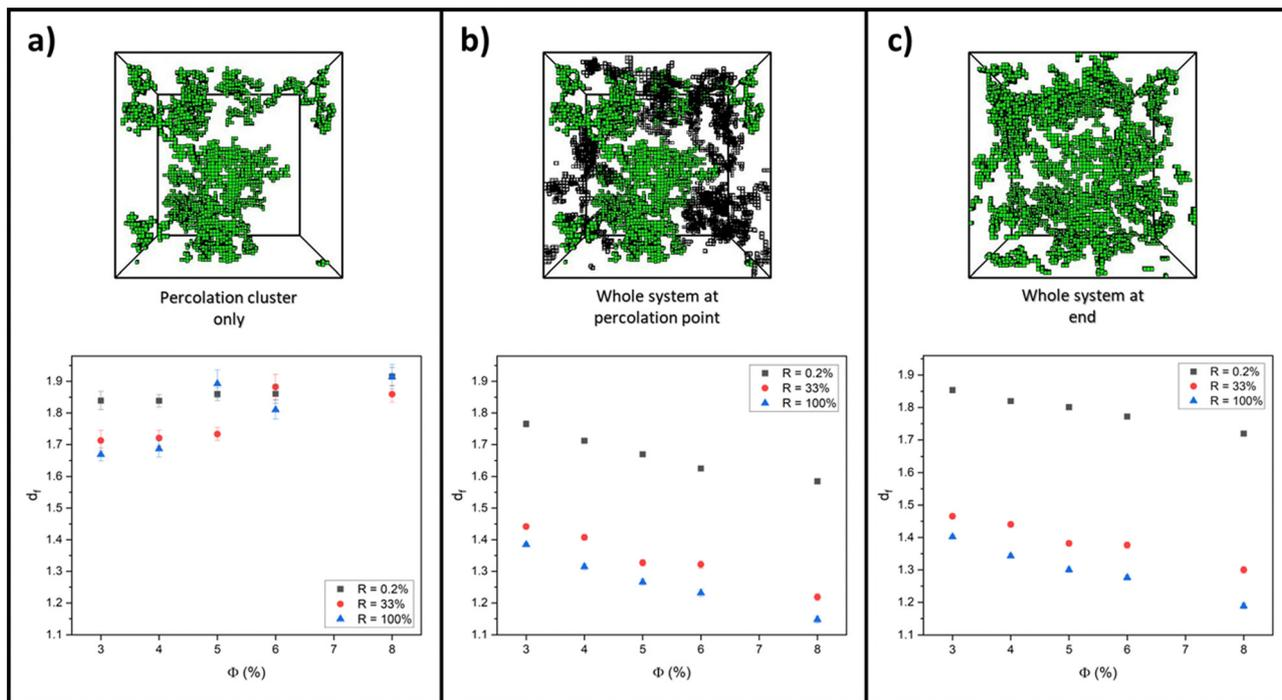 a)
Percolation cluster
only
1.9
1.8
1.7
1.6
1.5
1.4
1.3
1.2
1.1
df
R = 0.2%
R = 33%
R = 100%
3 4 5 6 7 8
Φ (%)
b)
Whole system at
percolation point
1.9
1.8
1.7
1.6
1.5
1.4
1.3
1.2
1.1
df
R = 0.2%
R = 33%
R = 100%
3 4 5 6 7 8
Φ (%)
c)
Whole system at
end
1.9
1.8
1.7
1.6
1.5
1.4
1.3
1.2
1.1
df
R = 0.2%
R = 33%
R = 100%
3 4 5 6 7 8
Φ (%)